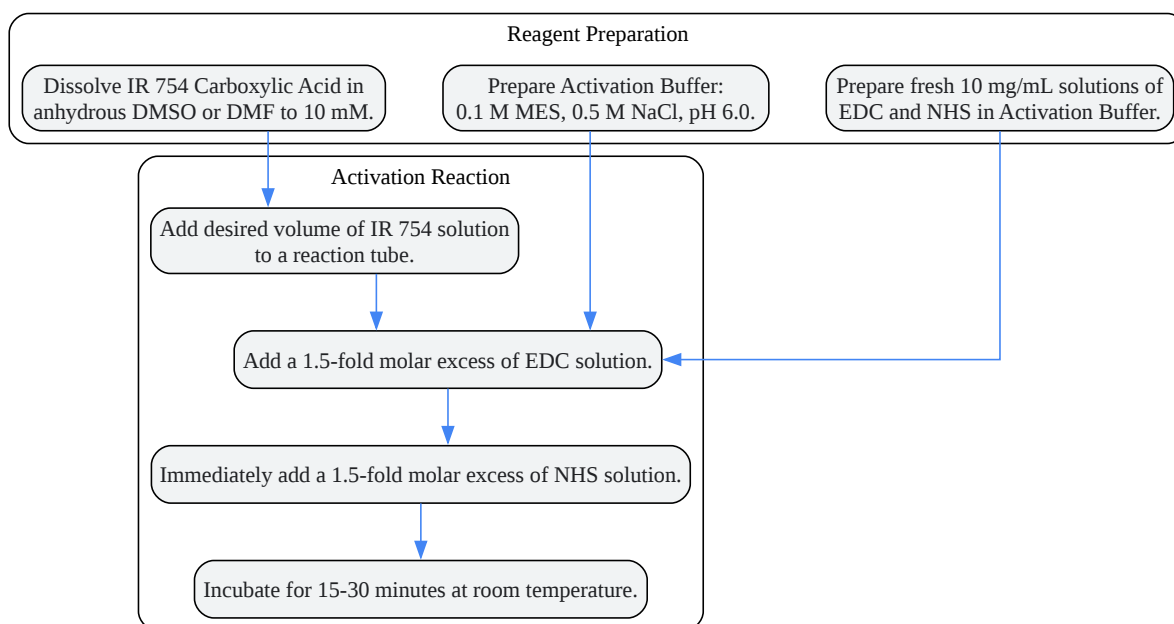 Reagent Preparation
Dissolve IR 754 Carboxylic Acid in
anhydrous DMSO or DMF to 10 mM.
Prepare Activation Buffer:
0.1 M MES, 0.5 M NaCl, pH 6.0.
Prepare fresh 10 mg/mL solutions of
EDC and NHS in Activation Buffer.
Activation Reaction
Add desired volume of IR 754 solution
to a reaction tube.
Add a 1.5-fold molar excess of EDC solution.
Immediately add a 1.5-fold molar excess of NHS solution.
Incubate for 15-30 minutes at room temperature.